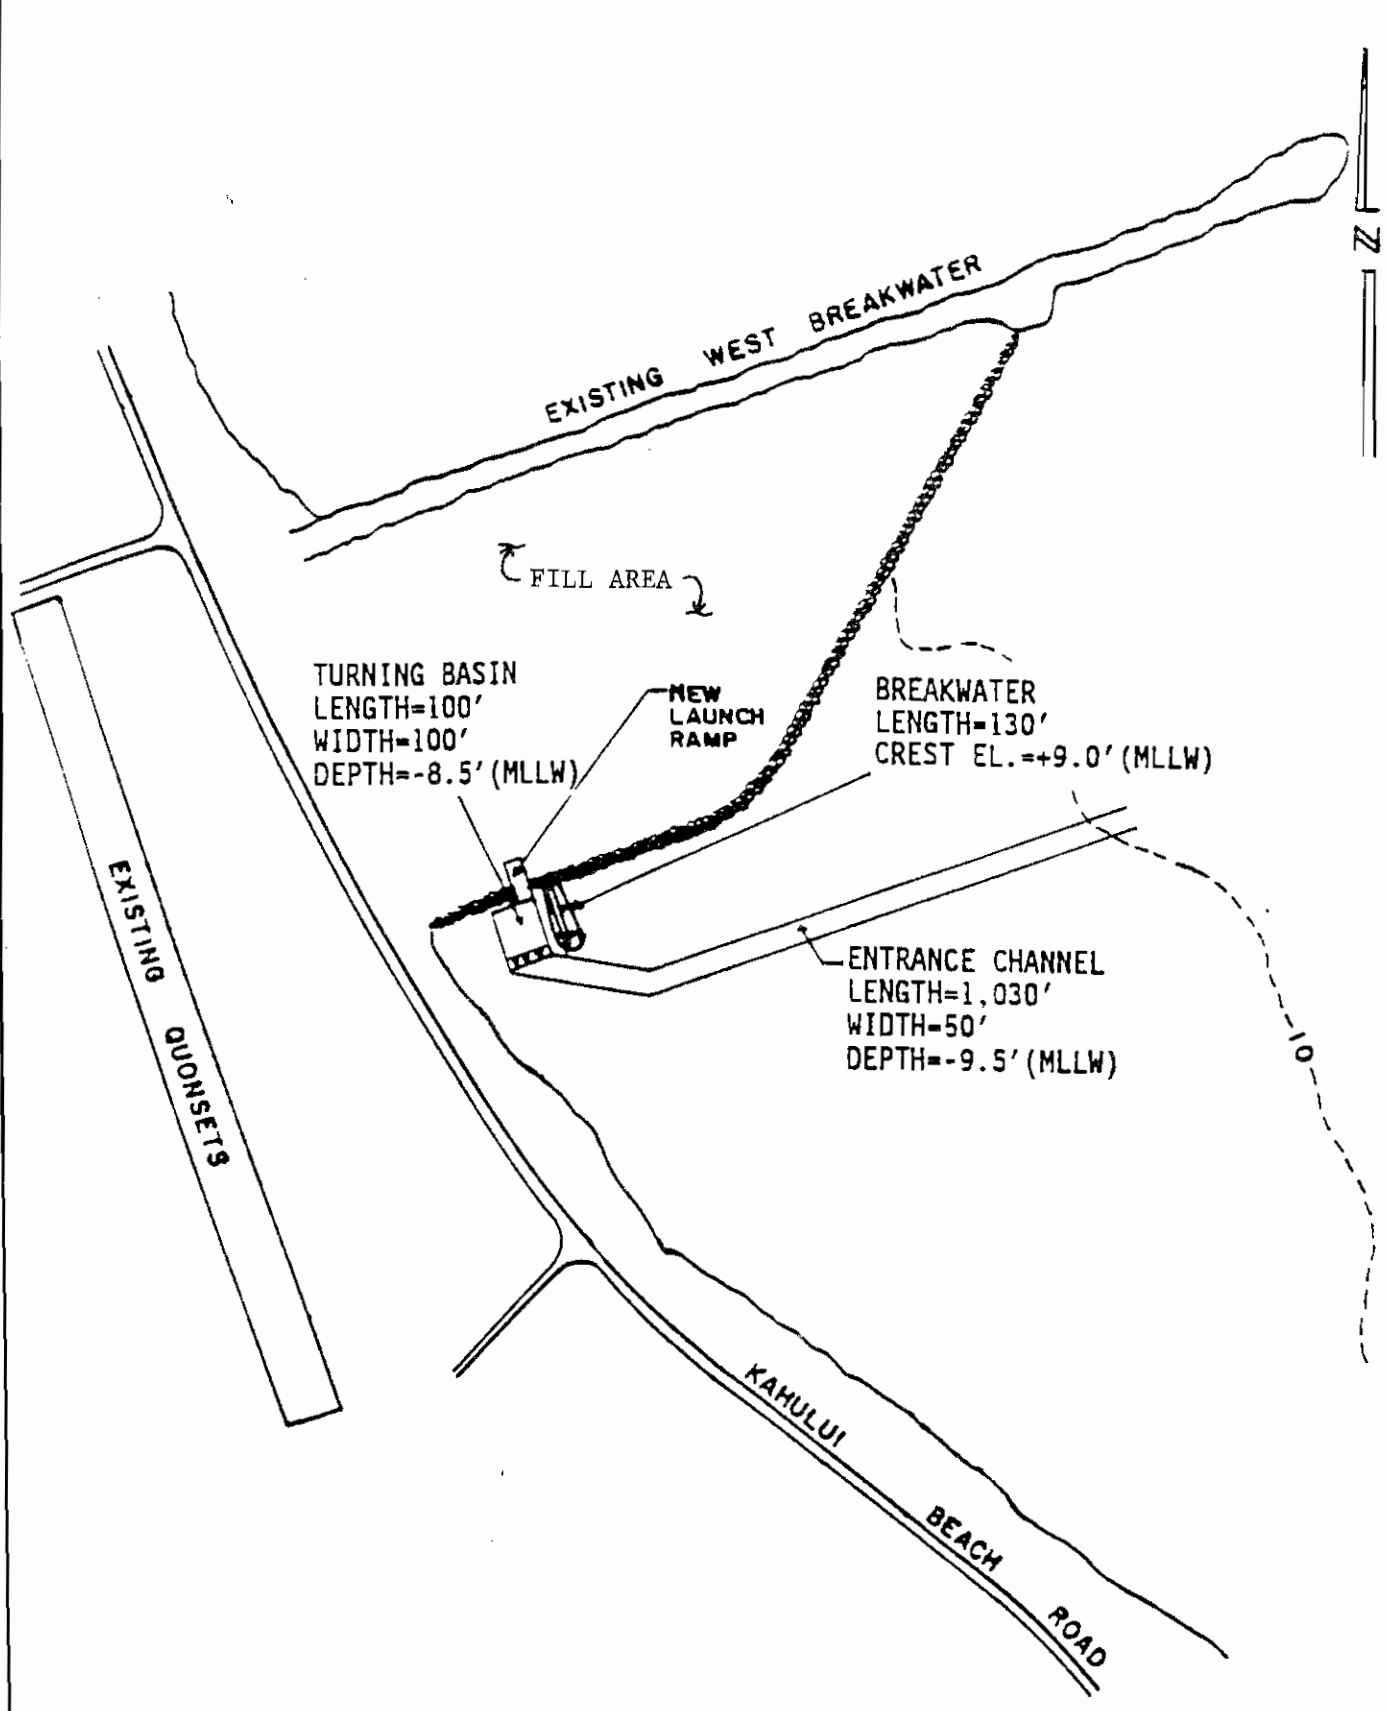 N
EXISTING WEST BREAKWATER
FILL AREA
TURNING BASIN
LENGTH=100'
WIDTH=100'
DEPTH=-8.5'(MLLW)
NEW
LAUNCH
RAMP
BREAKWATER
LENGTH=130'
CREST EL.=+9.0'(MLLW)
ENTRANCE CHANNEL
LENGTH=1,030'
WIDTH=50'
DEPTH=-9.5'(MLLW)
-10
EXISTING QUONSETS
KAHULUI BEACH ROAD